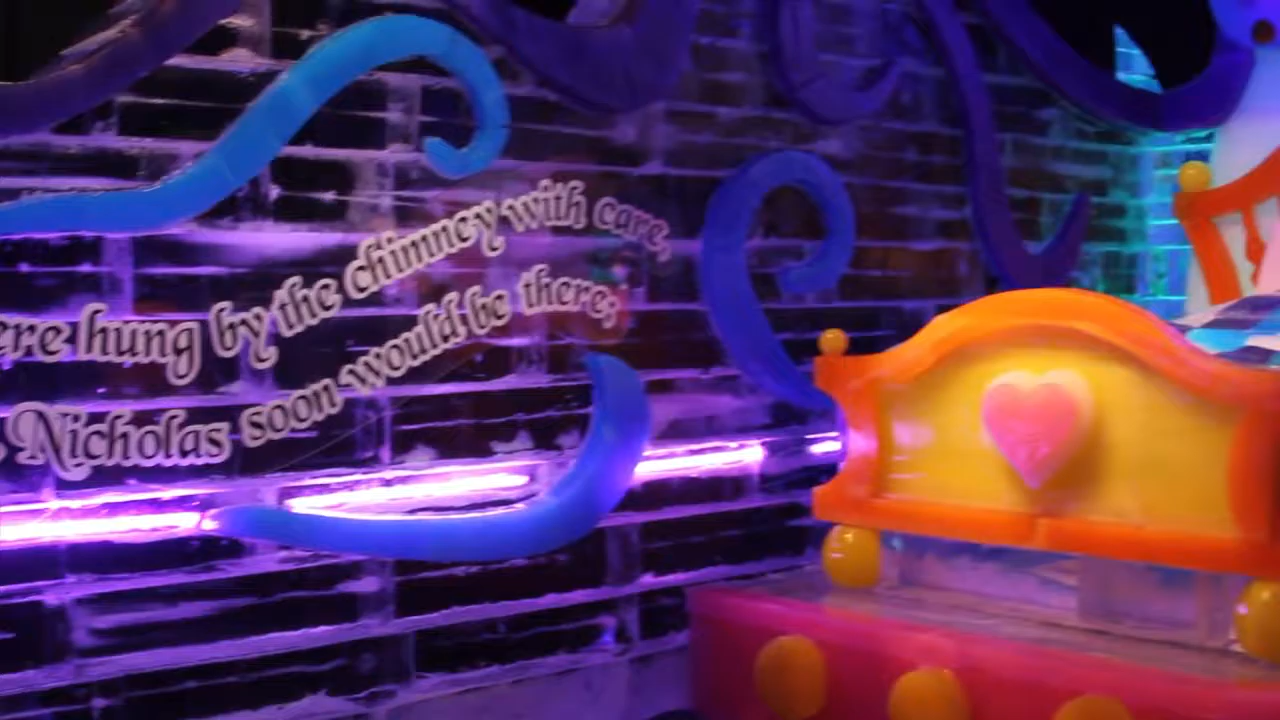 ere hung by the chimney with care,
Nicholas soon would be there;